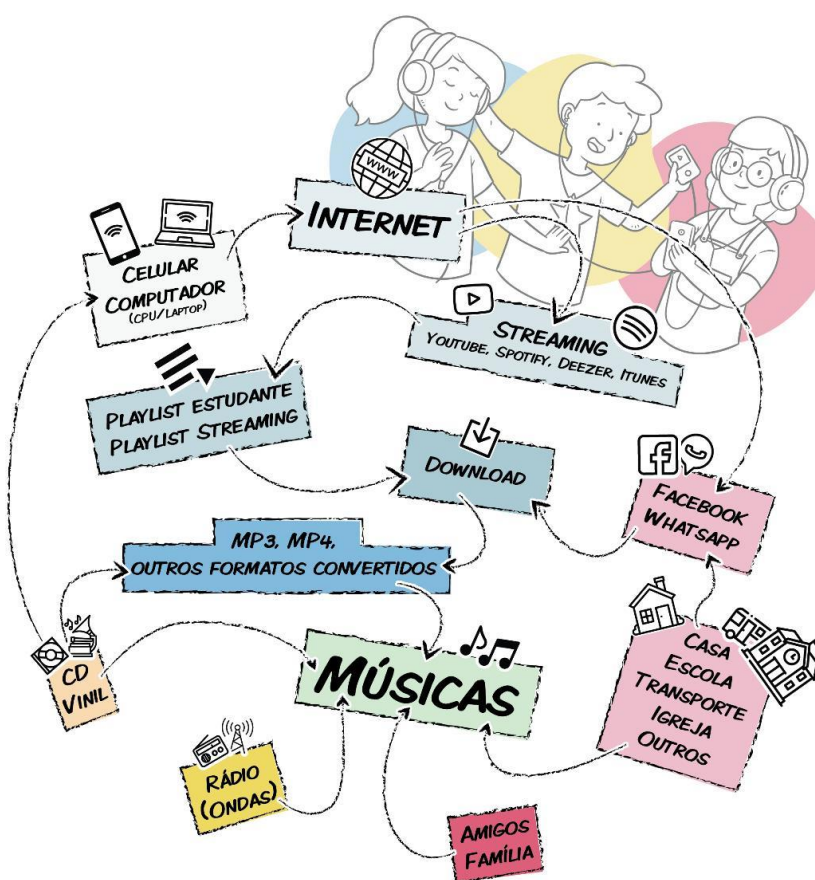 WWW
INTERNET
CELULAR
COMPUTADOR
(CPU/LAPTOP)
STREAMING
YOUTUBE, SPOTIFY, DEEZER, ITUNES
PLAYLIST ESTUDANTE
PLAYLIST STREAMING
DOWNLOAD
FACEBOOK
WHATSAPP
MP3, MP4,
OUTROS FORMATOS CONVERTIDOS
CD
VINIL
MÚSICAS
CASA
ESCOLA
TRANSPORTE
IGREJA
OUTROS
RÁDIO
(ONDAS)
AMIGOS
FAMÍLIA